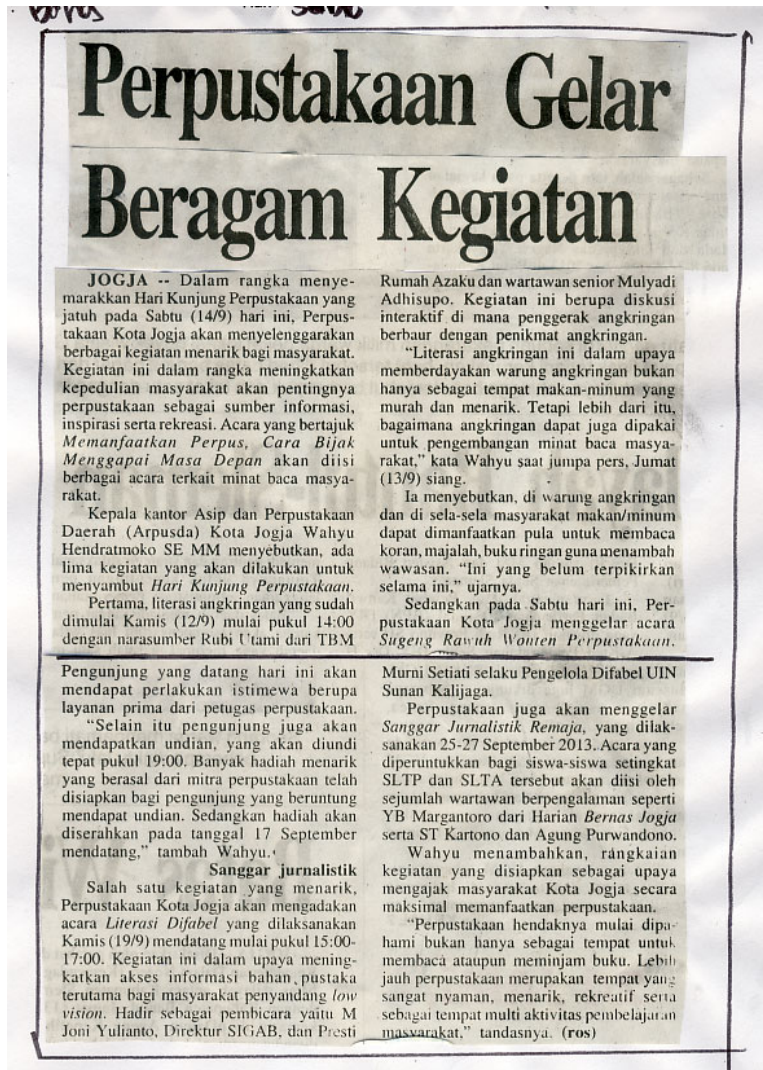 Perpustakaan Gelar
Beragam Kegiatan
JOGJA -- Dalam rangka menye-
marakkan Hari Kunjung Perpustakaan yang
jatuh pada Sabtu (14/9) hari ini, Perpus-
takaan Kota Jogja akan menyelenggarakan
berbagai kegiatan menarik bagi masyarakat.
Kegiatan ini dalam rangka meningkatkan
kepedulian masyarakat akan pentingnya
perpustakaan sebagai sumber informasi,
inspirasi serta rekreasi. Acara yang bertajuk
Memanfaatkan Perpus, Cara Bijak
Menggapai Masa Depan akan diisi
berbagai acara terkait minat baca masya-
rakat.
Kepala kantor Asip dan Perpustakaan
Daerah (Arpusda) Kota Jogja Wahyu
Hendratmoko SE MM menyebutkan, ada
lima kegiatan yang akan dilakukan untuk
menyambut Hari Kunjung Perpustakaan.
Pertama, literasi angkringan yang sudah
dimulai Kamis (12/9) mulai pukul 14:00
dengan narasumber Rubi Utami dari TBM
Rumah Azaku dan wartawan senior Mulyadi
Adhisupo. Kegiatan ini berupa diskusi
interaktif di mana penggerak angkringan
berbaur dengan penikmat angkringan.
“Literasi angkringan ini dalam upaya
memberdayakan warung angkringan bukan
hanya sebagai tempat makan-minum yang
murah dan menarik. Tetapi lebih dari itu,
bagaimana angkringan dapat juga dipakai
untuk pengembangan minat baca masya-
rakat,” kata Wahyu saat jumpa pers, Jumat
(13/9) siang.
Ia menyebutkan, di warung angkringan
dan di sela-sela masyarakat makan/minum
dapat dimanfaatkan pula untuk membaca
koran, majalah, buku ringan guna menambah
wawasan. “Ini yang belum terpikirkan
selama ini,” ujarnya.
Sedangkan pada Sabtu hari ini, Per-
pustakaan Kota Jogja menggelar acara
Sugeng Rawuh Wonten Perpustakaan.
Pengunjung yang datang hari ini akan
mendapat perlakukan istimewa berupa
layanan prima dari petugas perpustakaan.
“Selain itu pengunjung juga akan
mendapatkan undian, yang akan diundi
tepat pukul 19:00. Banyak hadiah menarik
yang berasal dari mitra perpustakaan telah
disiapkan bagi pengunjung yang beruntung
mendapat undian. Sedangkan hadiah akan
diserahkan pada tanggal 17 September
mendatang,” tambah Wahyu.
Sanggar jurnalistik
Salah satu kegiatan yang menarik,
Perpustakaan Kota Jogja akan mengadakan
acara Literasi Difabel yang dilaksanakan
Kamis (19/9) mendatang mulai pukul 15:00-
17:00. Kegiatan ini dalam upaya mening-
katkan akses informasi bahan pustaka
terutama bagi masyarakat penyandang low
vision. Hadir sebagai pembicara yaitu M
Joni Yulianto, Direktur SIGAB, dan Presti
Murni Setiati selaku Pengelola Difabel UIN
Sunan Kalijaga.
Perpustakaan juga akan menggelar
Sanggar Jurnalistik Remaja, yang dilak-
sanakan 25-27 September 2013. Acara yang
diperuntukkan bagi siswa-siswa setingkat
SLTP dan SLTA tersebut akan diisi oleh
sejumlah wartawan berpengalaman seperti
YB Margantoro dari Harian Bernas Jogja
serta ST Kartono dan Agung Purwandono.
Wahyu menambahkan, rangkaian
kegiatan yang disiapkan sebagai upaya
mengajak masyarakat Kota Jogja secara
maksimal memanfaatkan perpustakaan.
“Perpustakaan hendaknya mulai dipa-
hami bukan hanya sebagai tempat untuk
membaca ataupun meminjam buku. Lebih
jauh perpustakaan merupakan tempat yang
sangat nyaman, menarik, rekreatif serta
sebagai tempat multi aktivitas pembelajaran
masyarakat,” tandasnya. (ros)